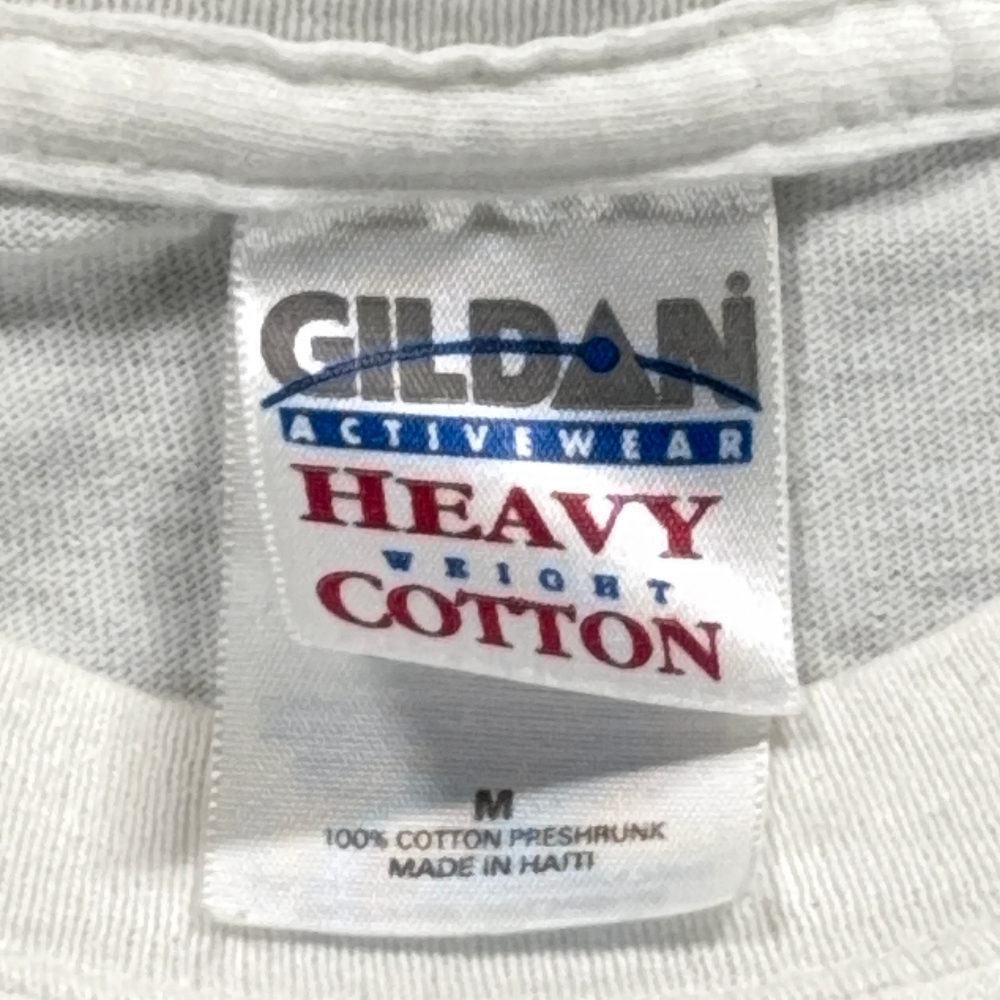 GILDAN
ACTIVEWEAR
HEAVY
WEIGHT
COTTON
M
100% COTTON PRESHRUNK
MADE IN HAITI